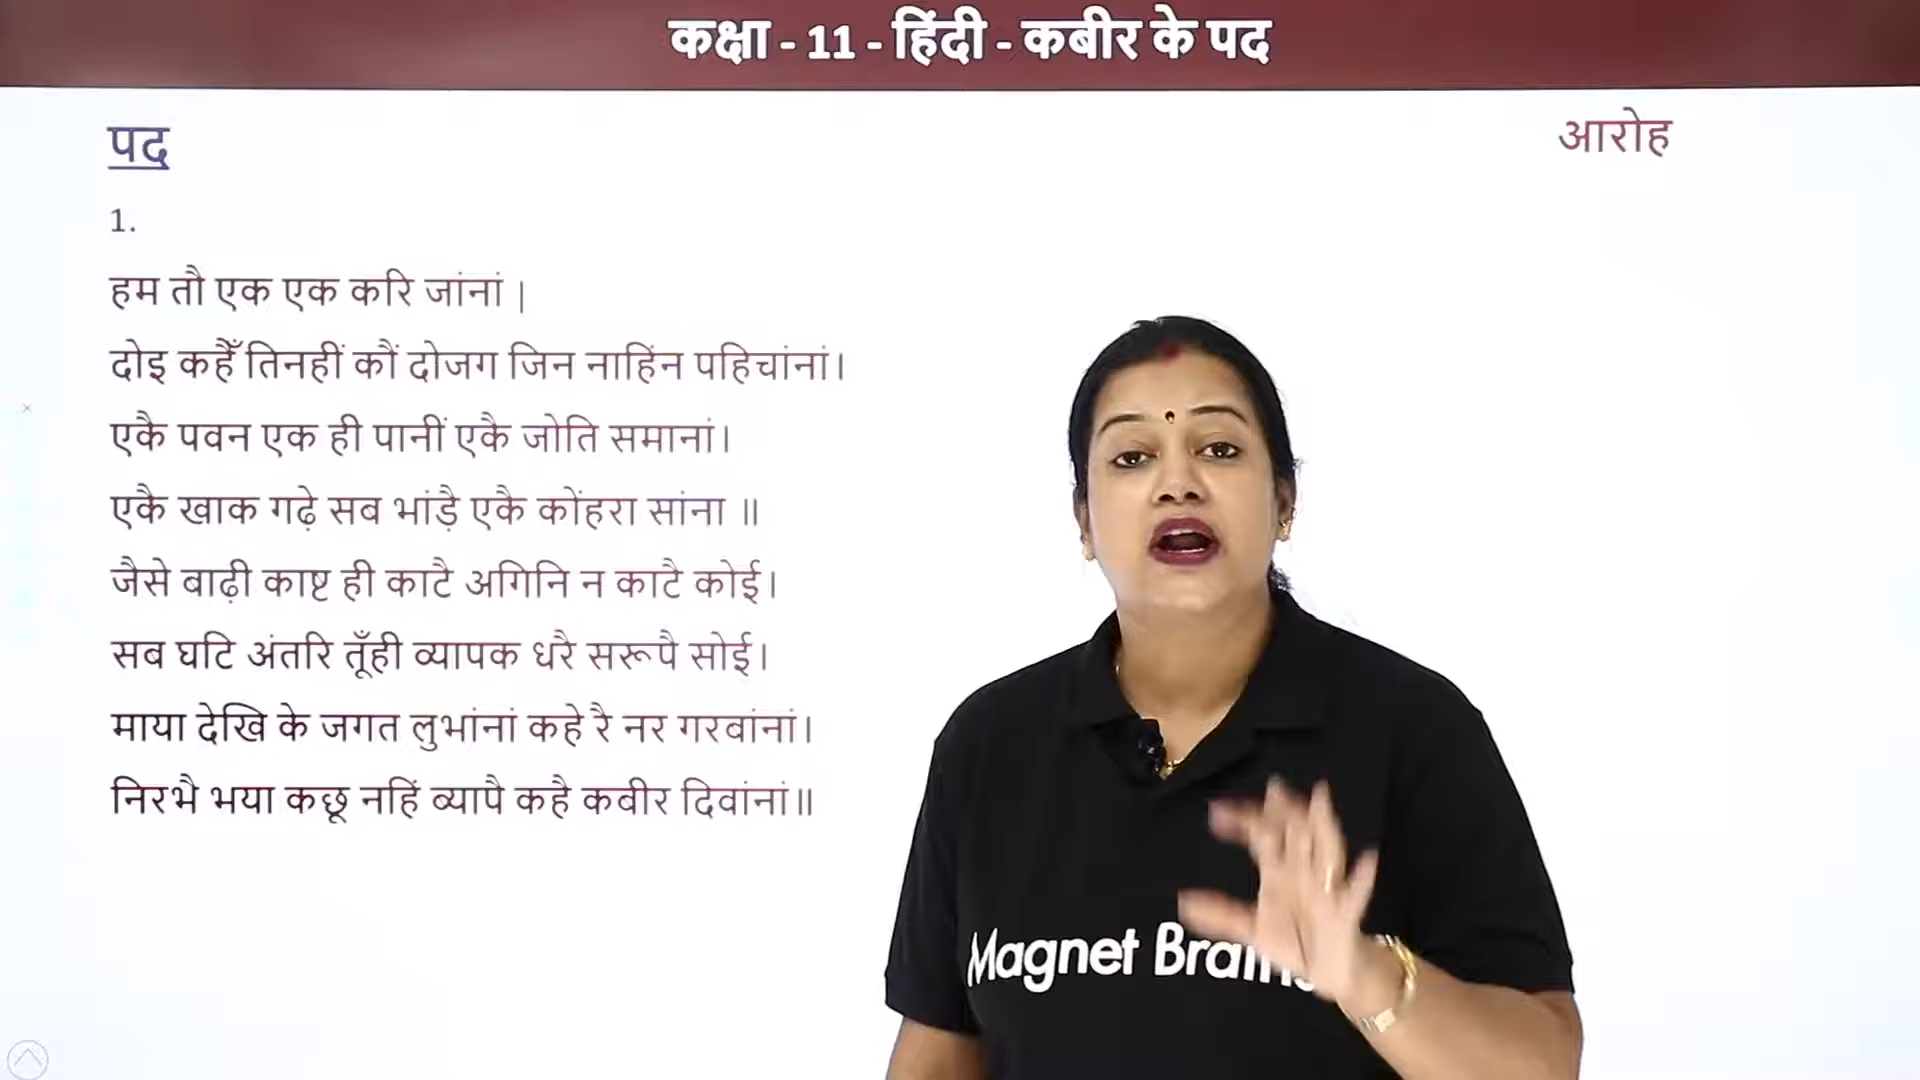 कक्षा - 11 - हिंदी - कबीर के पद
पद
आरोह
1.
हम तौ एक एक करि जांनां |
दोइ कहैँ तिनहीं कौं दोजग जिन नाहिंन पहिचांनां।
एकै पवन एक ही पानीं एकै जोति समानां।
एकै खाक गढ़े सब भांड़ै एकै कोंहरा सांना ॥
जैसे बाढ़ी काष्ट ही काटै अगिनि न काटै कोई।
सब घटि अंतरि तूँही व्यापक धरै सरूपै सोई।
माया देखि के जगत लुभांनां कहे रै नर गरवांनां।
निरभै भया कछू नहिं ब्यापै कहै कबीर दिवांनां॥
Magnet Brains